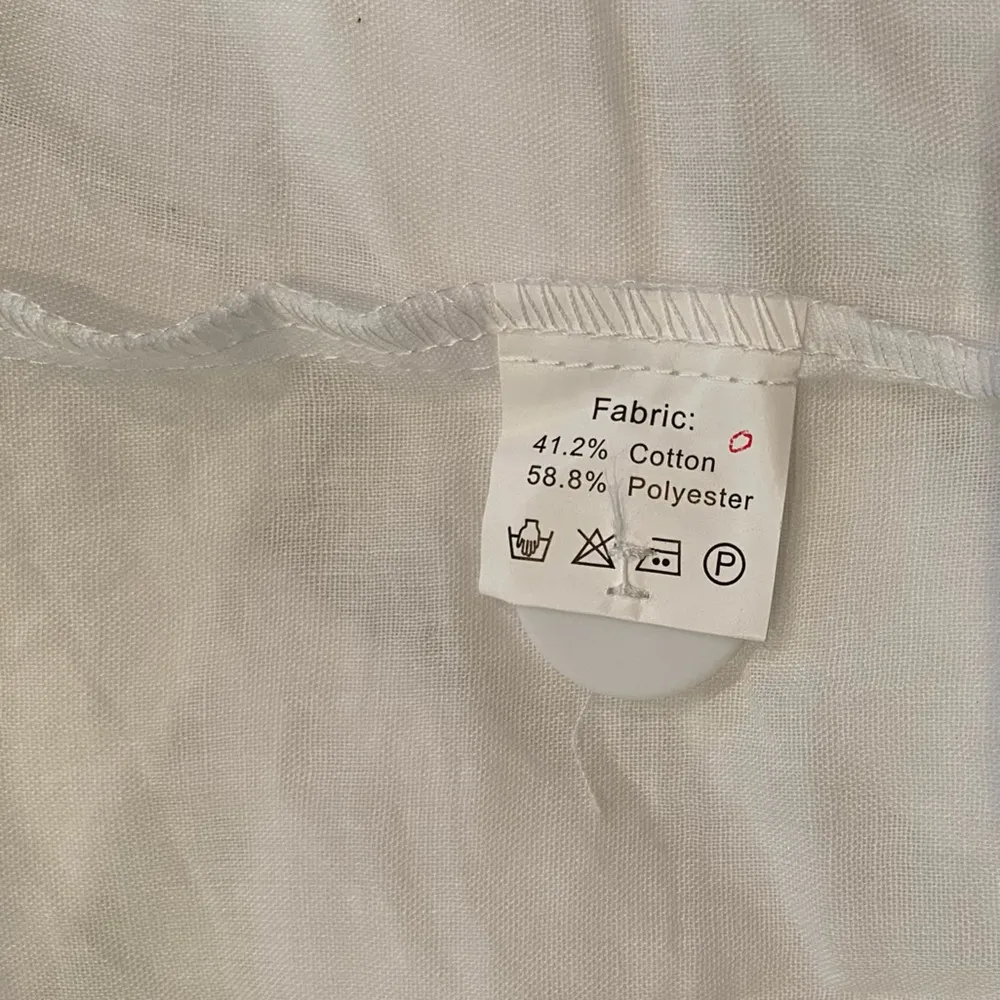 Fabric:
41.2% Cotton
58.8% Polyester
P